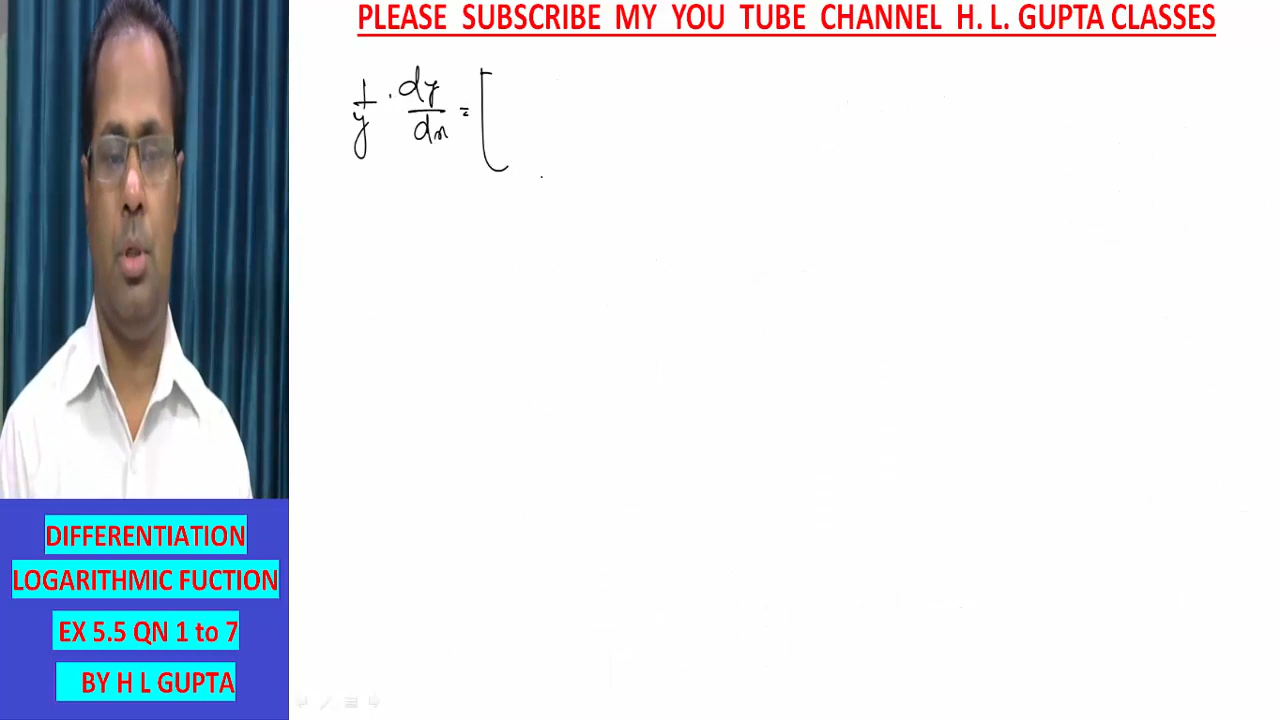 PLEASE SUBSCRIBE MY YOU TUBE CHANNEL H. L. GUPTA CLASSES
1/y · dy/dx = [
DIFFERENTIATION
LOGARITHMIC FUCTION
EX 5.5 QN 1 to 7
BY H L GUPTA